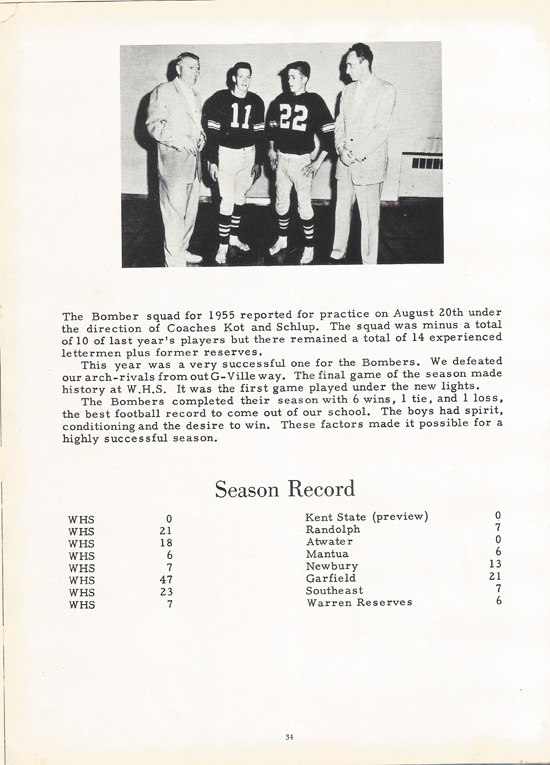 11
22
The Bomber squad for 1955 reported for practice on August 20th under
the direction of Coaches Kot and Schlup. The squad was minus a total
of 10 of last year's players but there remained a total of 14 experienced
lettermen plus former reserves.
This year was a very successful one for the Bombers. We defeated
our arch-rivals from out G-Ville way. The final game of the season made
history at W.H.S. It was the first game played under the new lights.
The Bombers completed their season with 6 wins, 1 tie, and 1 loss,
the best football record to come out of our school. The boys had spirit,
conditioning and the desire to win. These factors made it possible for a
highly successful season.
Season Record
WHS 0 Kent State (preview) 0
WHS 21 Randolph 7
WHS 18 Atwater 0
WHS 6 Mantua 6
WHS 7 Newbury 13
WHS 47 Garfield 21
WHS 23 Southeast 7
WHS 7 Warren Reserves 6
34